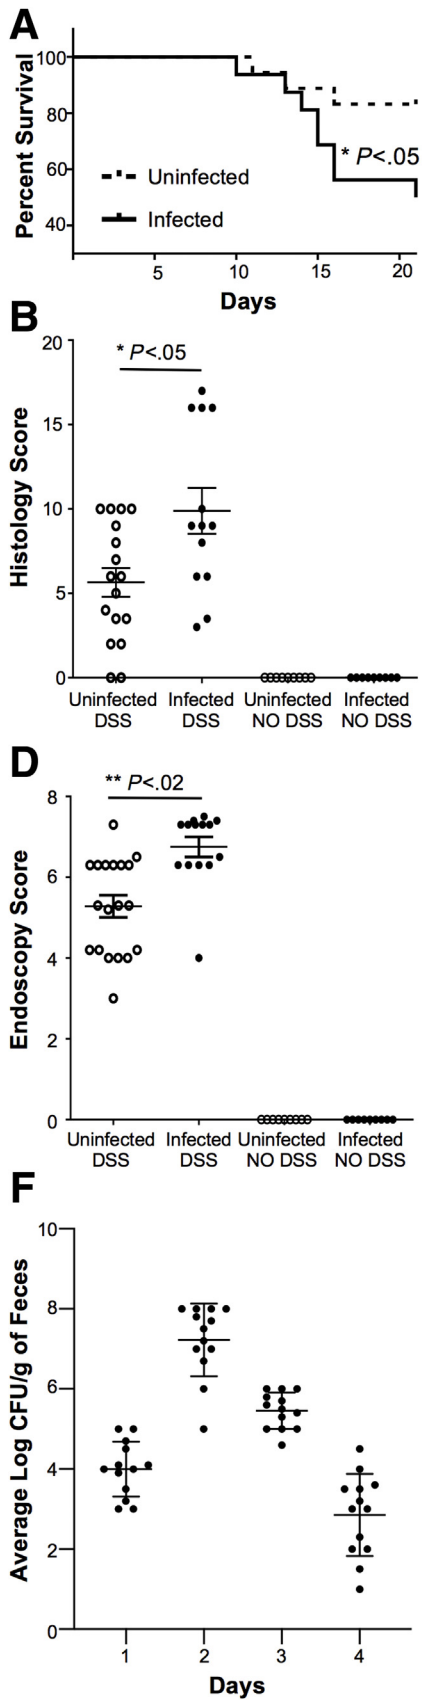 A
Percent Survival
100
80
60
40
* P<.05
Uninfected
Infected
5
10
15
20
Days
B
Histology Score
20
15
10
5
0
* P<.05
Uninfected DSS
Infected DSS
Uninfected NO DSS
Infected NO DSS
D
Endoscopy Score
8
6
4
2
0
** P<.02
Uninfected DSS
Infected DSS
Uninfected NO DSS
Infected NO DSS
F
Average Log CFU/g of Feces
10
8
6
4
2
0
1
2
3
4
Days